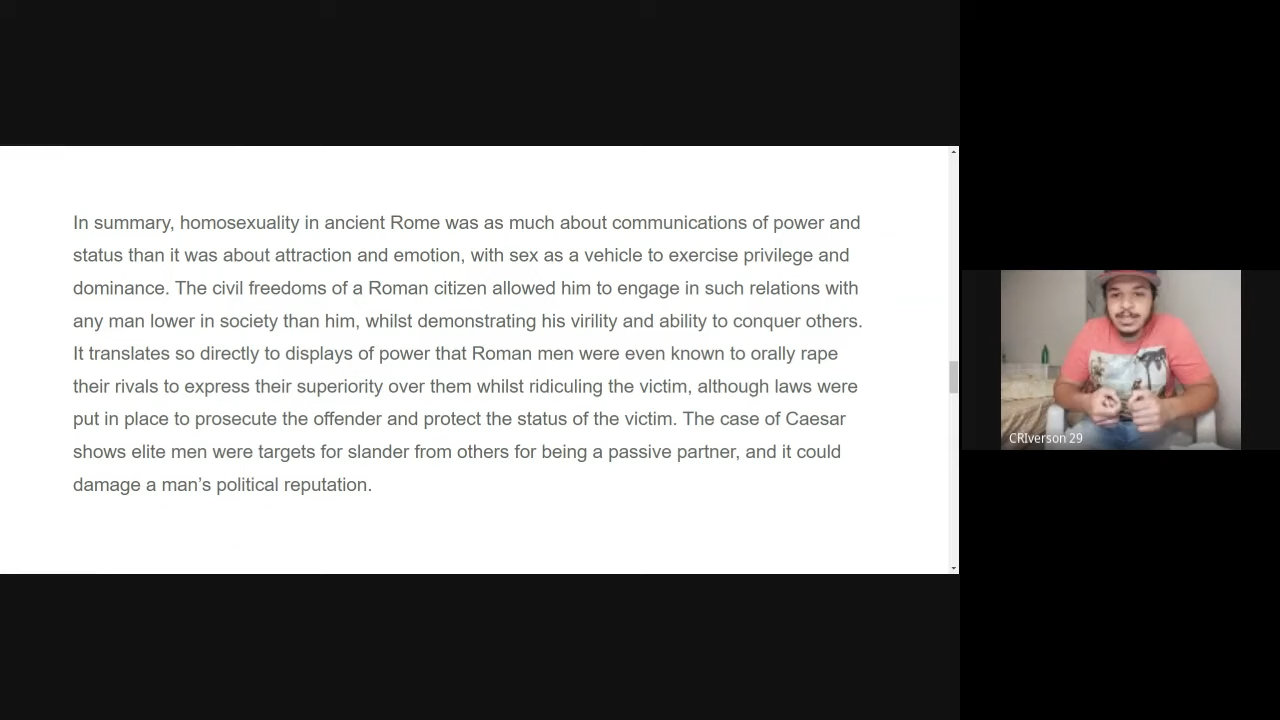 In summary, homosexuality in ancient Rome was as much about communications of power and
status than it was about attraction and emotion, with sex as a vehicle to exercise privilege and
dominance. The civil freedoms of a Roman citizen allowed him to engage in such relations with
any man lower in society than him, whilst demonstrating his virility and ability to conquer others.
It translates so directly to displays of power that Roman men were even known to orally rape
their rivals to express their superiority over them whilst ridiculing the victim, although laws were
put in place to prosecute the offender and protect the status of the victim. The case of Caesar
shows elite men were targets for slander from others for being a passive partner, and it could
damage a man’s political reputation.
CRIverson 29